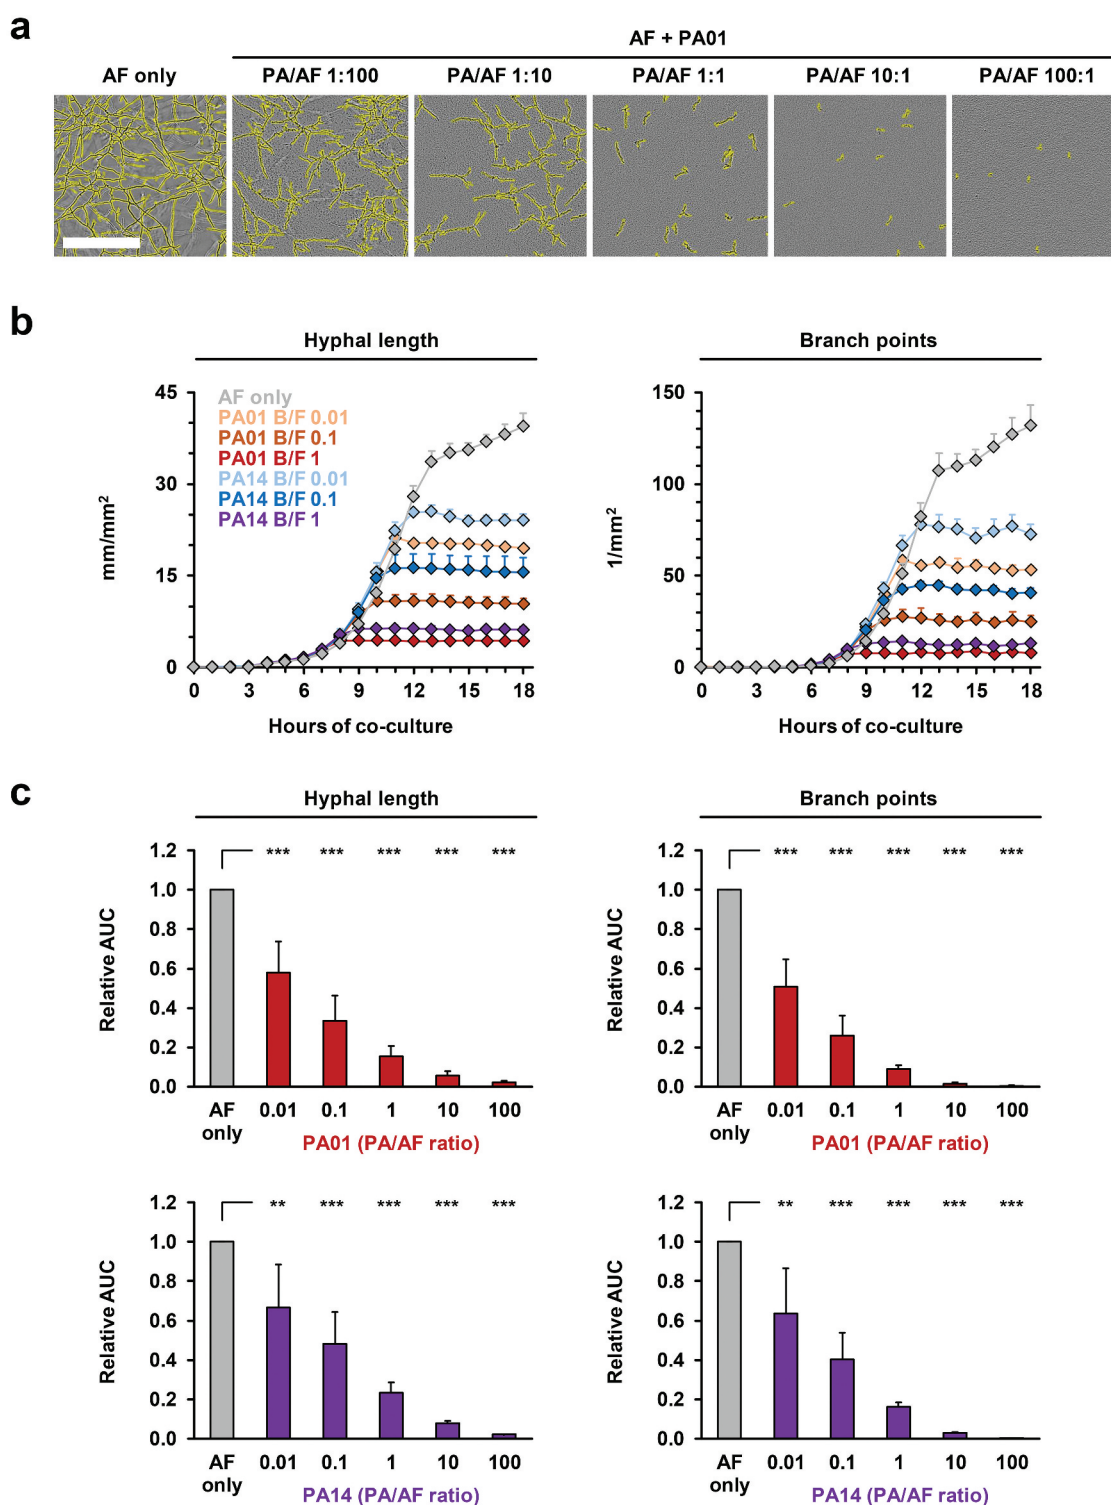 a
AF + PA01
AF only PA/AF 1:100 PA/AF 1:10 PA/AF 1:1 PA/AF 10:1 PA/AF 100:1
b
Hyphal length
45
30
15
0
mm/mm²
AF only
PA01 B/F 0.01
PA01 B/F 0.1
PA01 B/F 1
PA14 B/F 0.01
PA14 B/F 0.1
PA14 B/F 1
0 3 6 9 12 15 18
Hours of co-culture
Branch points
150
100
50
0
1/mm²
0 3 6 9 12 15 18
Hours of co-culture
c
Hyphal length
1.2
1.0
0.8
0.6
0.4
0.2
0.0
Relative AUC
*** *** *** *** ***
AF only 0.01 0.1 1 10 100
PA01 (PA/AF ratio)
Branch points
1.2
1.0
0.8
0.6
0.4
0.2
0.0
Relative AUC
*** *** *** *** ***
AF only 0.01 0.1 1 10 100
PA01 (PA/AF ratio)
1.2
1.0
0.8
0.6
0.4
0.2
0.0
Relative AUC
** *** *** *** ***
AF only 0.01 0.1 1 10 100
PA14 (PA/AF ratio)
1.2
1.0
0.8
0.6
0.4
0.2
0.0
Relative AUC
** *** *** *** ***
AF only 0.01 0.1 1 10 100
PA14 (PA/AF ratio)